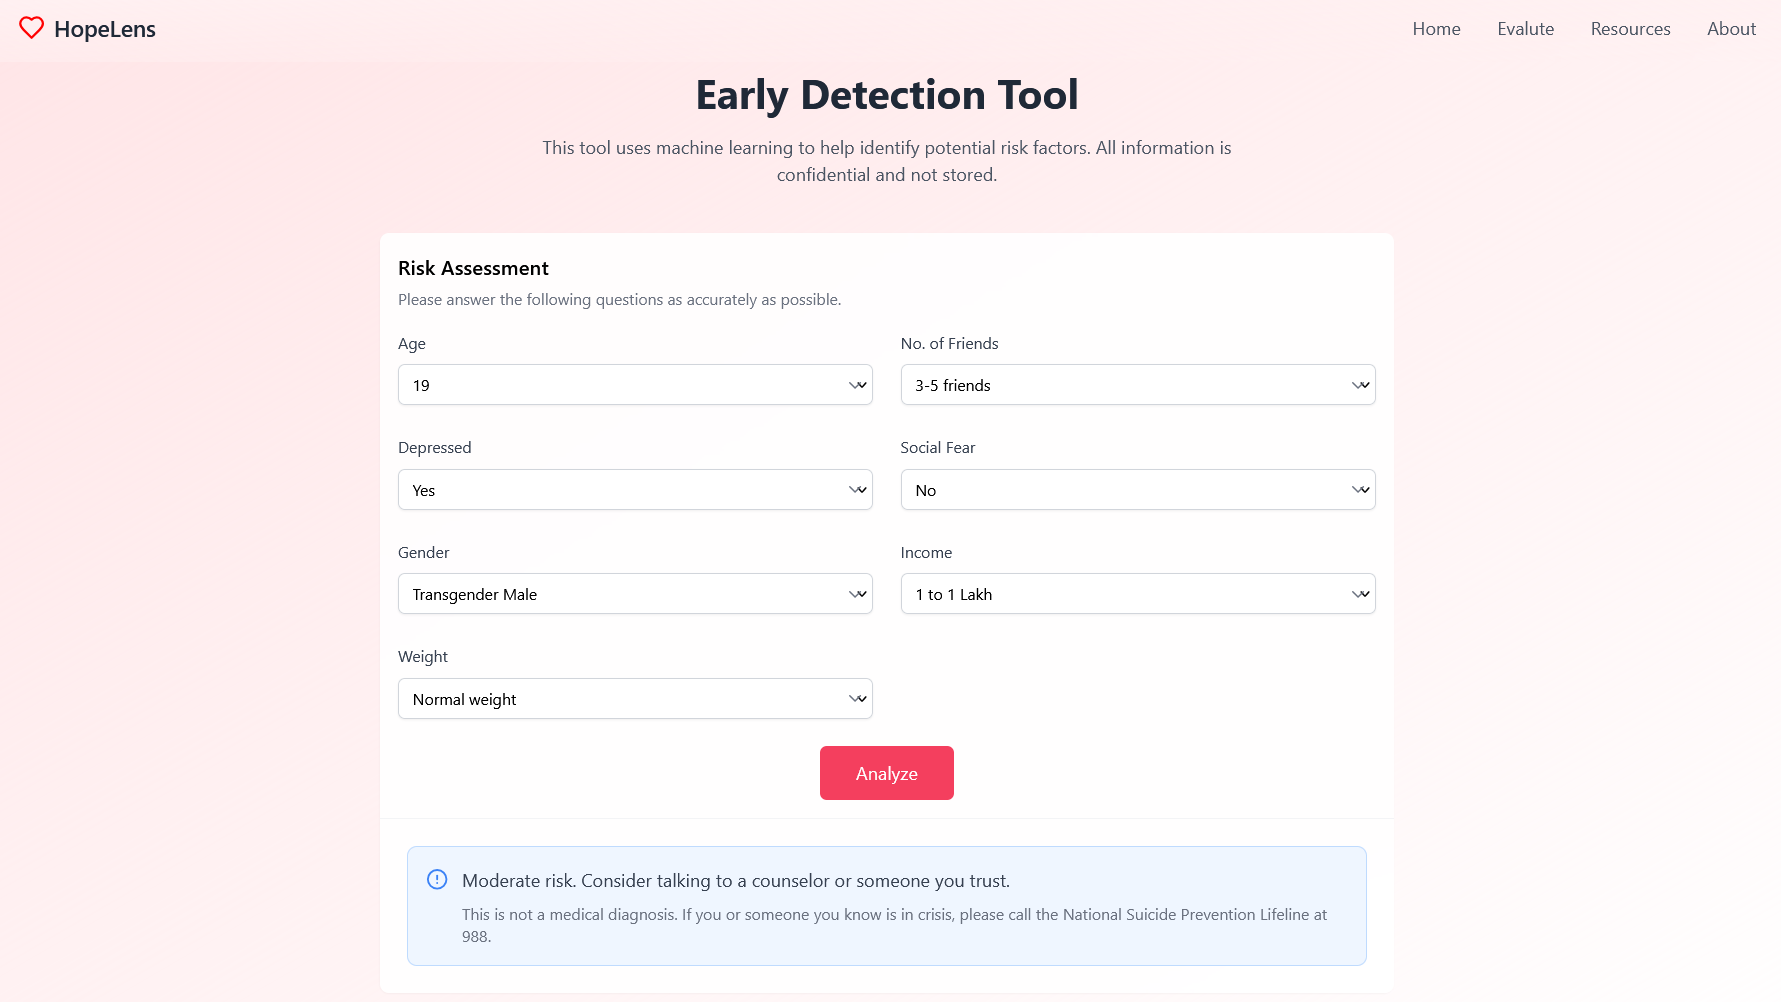 HopeLens
Home
Evalute
Resources
About
Early Detection Tool
This tool uses machine learning to help identify potential risk factors. All information is
confidential and not stored.
Risk Assessment
Please answer the following questions as accurately as possible.
Age
No. of Friends
19
3-5 friends
Depressed
Social Fear
Yes
No
Gender
Income
Transgender Male
1 to 1 Lakh
Weight
Normal weight
Analyze
Moderate risk. Consider talking to a counselor or someone you trust.
This is not a medical diagnosis. If you or someone you know is in crisis, please call the National Suicide Prevention Lifeline at
988.